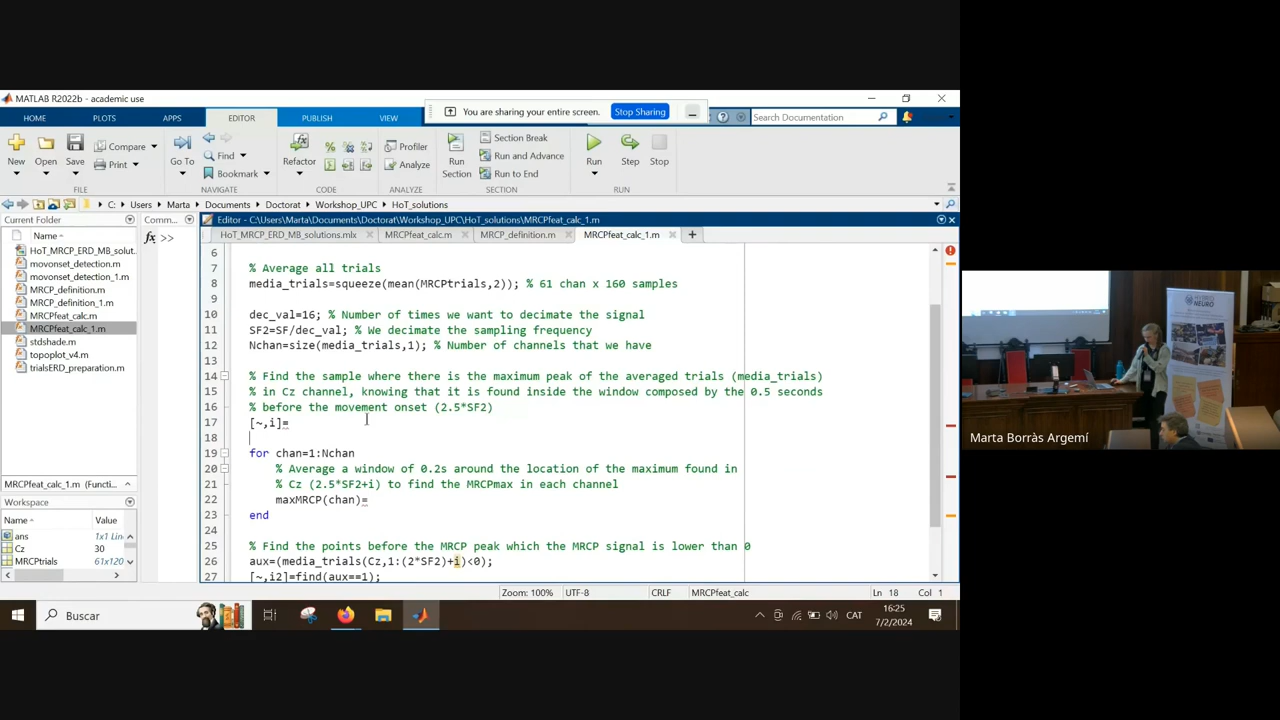 MATLAB R2022b - academic use
HOME PLOTS APPS EDITOR PUBLISH VIEW
You are sharing your entire screen. Stop Sharing
Search Documentation
New Open Save Compare Print
Go To Find Bookmark
Refactor
Profiler Analyze
Run Section
Section Break
Run and Advance
Run to End
Run Step Stop
FILE NAVIGATE CODE ANALYZE SECTION RUN
C: Users Marta Documents Doctorat Workshop_UPC HoT_solutions
Current Folder
Comm...
Editor - C:\Users\Marta\Documents\Doctorat\Workshop_UPC\HoT_solutions\MRCPfeat_calc_1.m
HoT_MRCP_ERD_MB_solutions.mlx MRCPfeat_calc.m MRCP_definition.m MRCPfeat_calc_1.m
Name
HoT_MRCP_ERD_MB_solut...
movonset_detection.m
movonset_detection_1.m
MRCP_definition.m
MRCP_definition_1.m
MRCPfeat_calc.m
MRCPfeat_calc_1.m
stdshade.m
topoplot_v4.m
trialsERD_preparation.m
fx >>
6
7 % Average all trials
8 media_trials=squeeze(mean(MRCPtrials,2)); % 61 chan x 160 samples
9
10 dec_val=16; % Number of times we want to decimate the signal
11 SF2=SF/dec_val; % We decimate the sampling frequency
12 Nchan=size(media_trials,1); % Number of channels that we have
13
14 % Find the sample where there is the maximum peak of the averaged trials (media_trials)
15 % in Cz channel, knowing that it is found inside the window composed by the 0.5 seconds
16 % before the movement onset (2.5*SF2)
17 [~,i]=
18
19 for chan=1:Nchan
20 % Average a window of 0.2s around the location of the maximum found in
21 % Cz (2.5*SF2+i) to find the MRCPmax in each channel
22 maxMRCP(chan)=
23 end
24
25 % Find the points before the MRCP peak which the MRCP signal is lower than 0
26 aux=(media_trials(Cz,1:(2*SF2)+i)<0);
27 [~,i2]=find(aux==1);
MRCPfeat_calc_1.m (Functi...
Workspace
Name Value
ans 1x1 Lin
Cz 30
MRCPtrials 61x120
Zoom: 100% UTF-8 CRLF MRCPfeat_calc Ln 18 Col 1
Buscar
CAT
16:25
7/2/2024
Marta Borràs Argemí